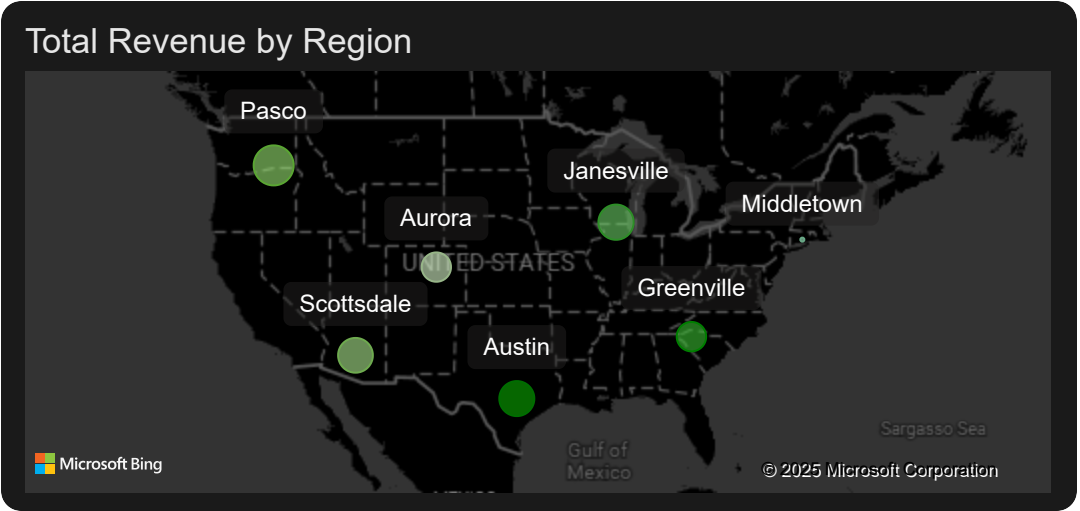 Total Revenue by Region
Pasco
Janesville
Middletown
Aurora
UNITED STATES
Greenville
Scottsdale
Austin
Sargasso Sea
Gulf of
Mexico
Microsoft Bing
© 2025 Microsoft Corporation
MEXICO